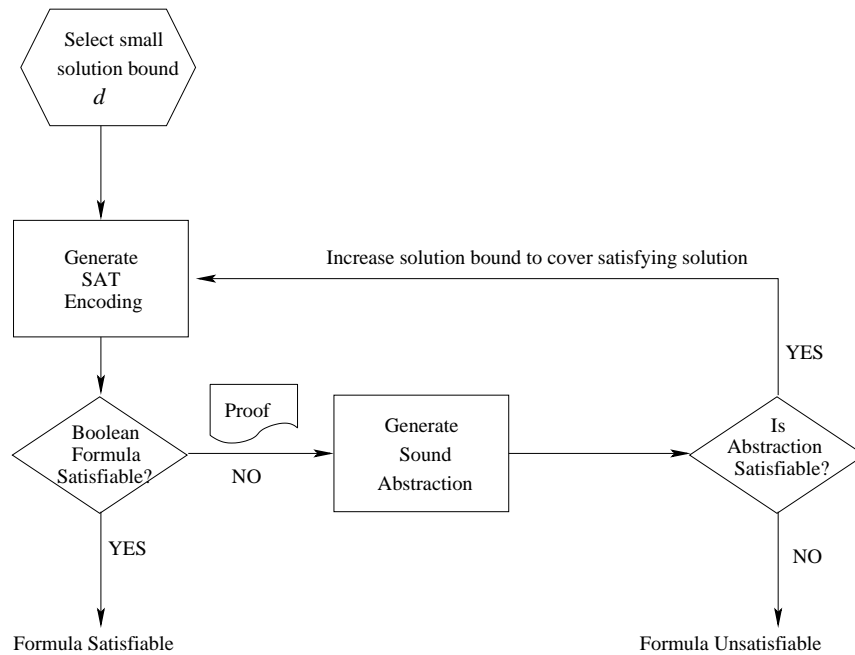 Select small
solution bound
d
Generate
SAT
Encoding
Increase solution bound to cover satisfying solution
YES
Boolean
Formula
Satisfiable?
Proof
NO
Generate
Sound
Abstraction
Is
Abstraction
Satisfiable?
YES
NO
Formula Satisfiable
Formula Unsatisfiable